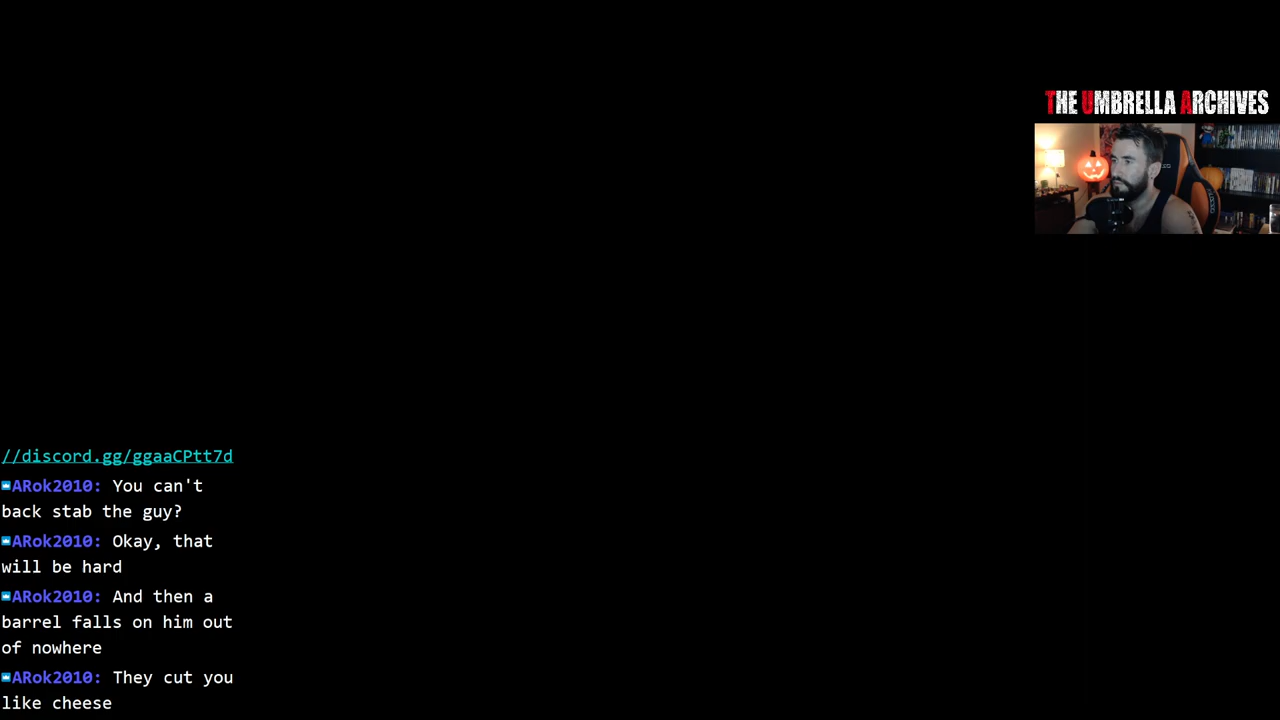 THE UMBRELLA ARCHIVES
//discord.gg/ggaaCPtt7d
ARok2010: You can't
back stab the guy?
ARok2010: Okay, that
will be hard
ARok2010: And then a
barrel falls on him out
of nowhere
ARok2010: They cut you
like cheese